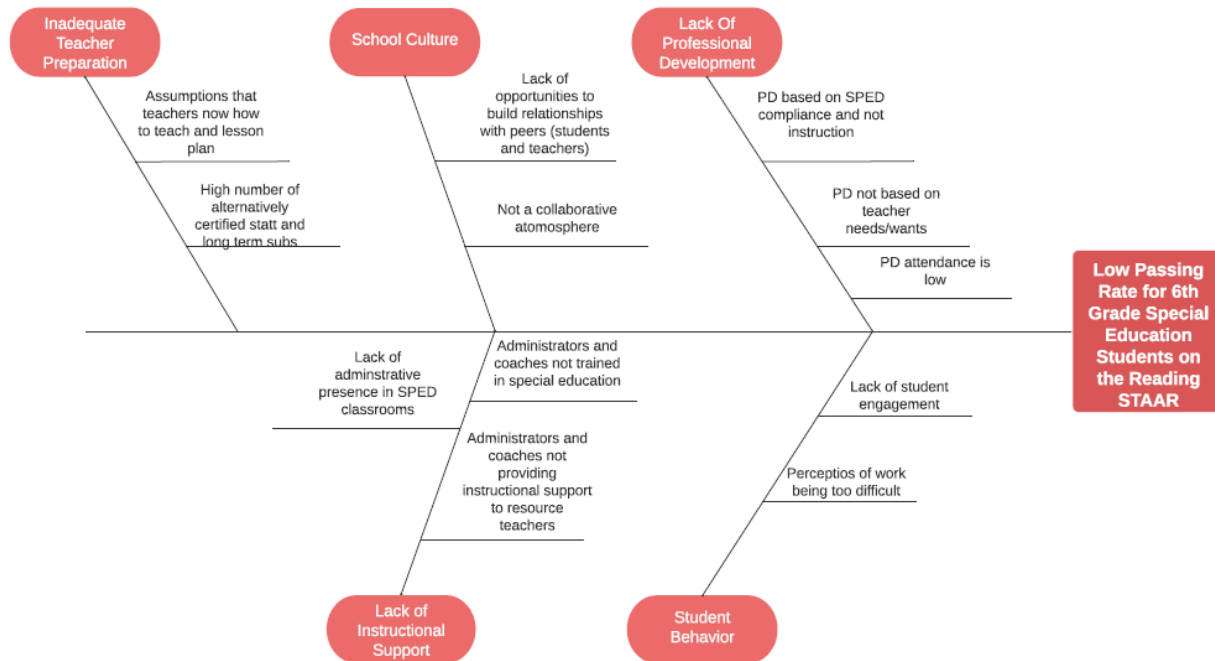 Inadequate
Teacher
Preparation
School Culture
Lack Of
Professional
Development
Assumptions that
teachers now how
to teach and lesson
plan
High number of
alternatively
certified statt and
long term subs
Lack of
opportunities to
build relationships
with peers (students
and teachers)
Not a collaborative
atomosphere
PD based on SPED
compliance and not
instruction
PD not based on
teacher
needs/wants
PD attendance is
low
Low Passing
Rate for 6th
Grade Special
Education
Students on
the Reading
STAAR
Lack of
adminstrative
presence in SPED
classrooms
Administrators and
coaches not trained
in special education
Administrators and
coaches not
providing
instructional support
to resource
teachers
Lack of student
engagement
Perceptios of work
being too difficult
Lack of
Instructional
Support
Student
Behavior